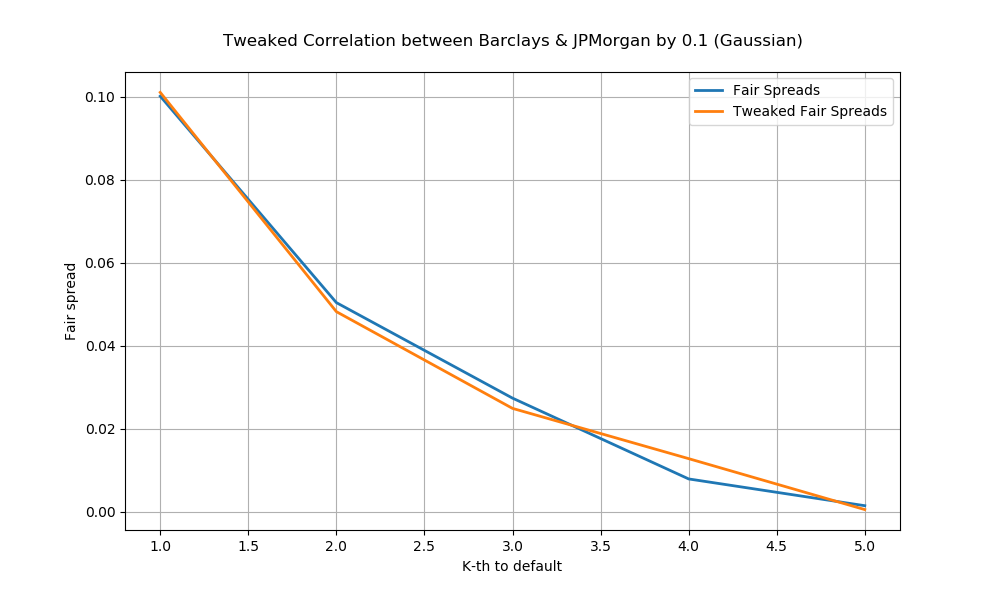 Tweaked Correlation between Barclays & JPMorgan by 0.1 (Gaussian)
Fair Spreads
Tweaked Fair Spreads
0.10
0.08
0.06
0.04
0.02
0.00
Fair spread
1.0 1.5 2.0 2.5 3.0 3.5 4.0 4.5 5.0
K-th to default